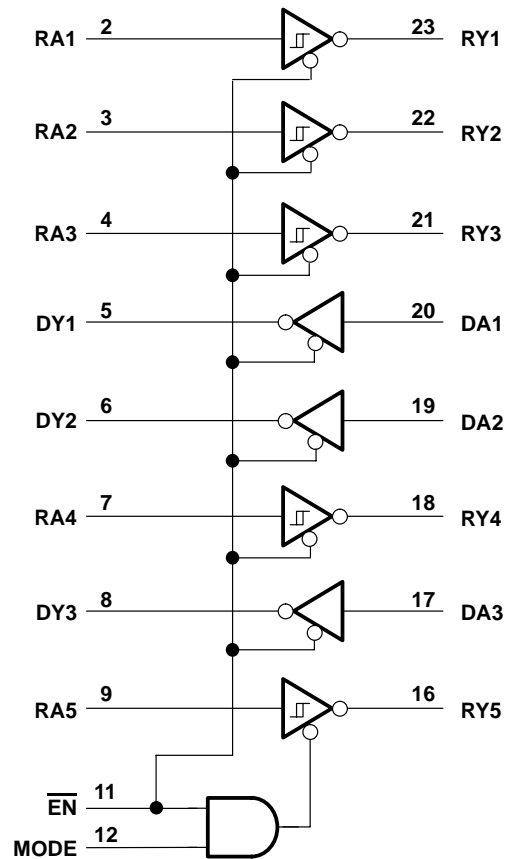 RA1 2 23 RY1
RA2 3 22 RY2
RA3 4 21 RY3
DY1 5 20 DA1
DY2 6 19 DA2
RA4 7 18 RY4
DY3 8 17 DA3
RA5 9 16 RY5
E̅N̅ 11
MODE 12